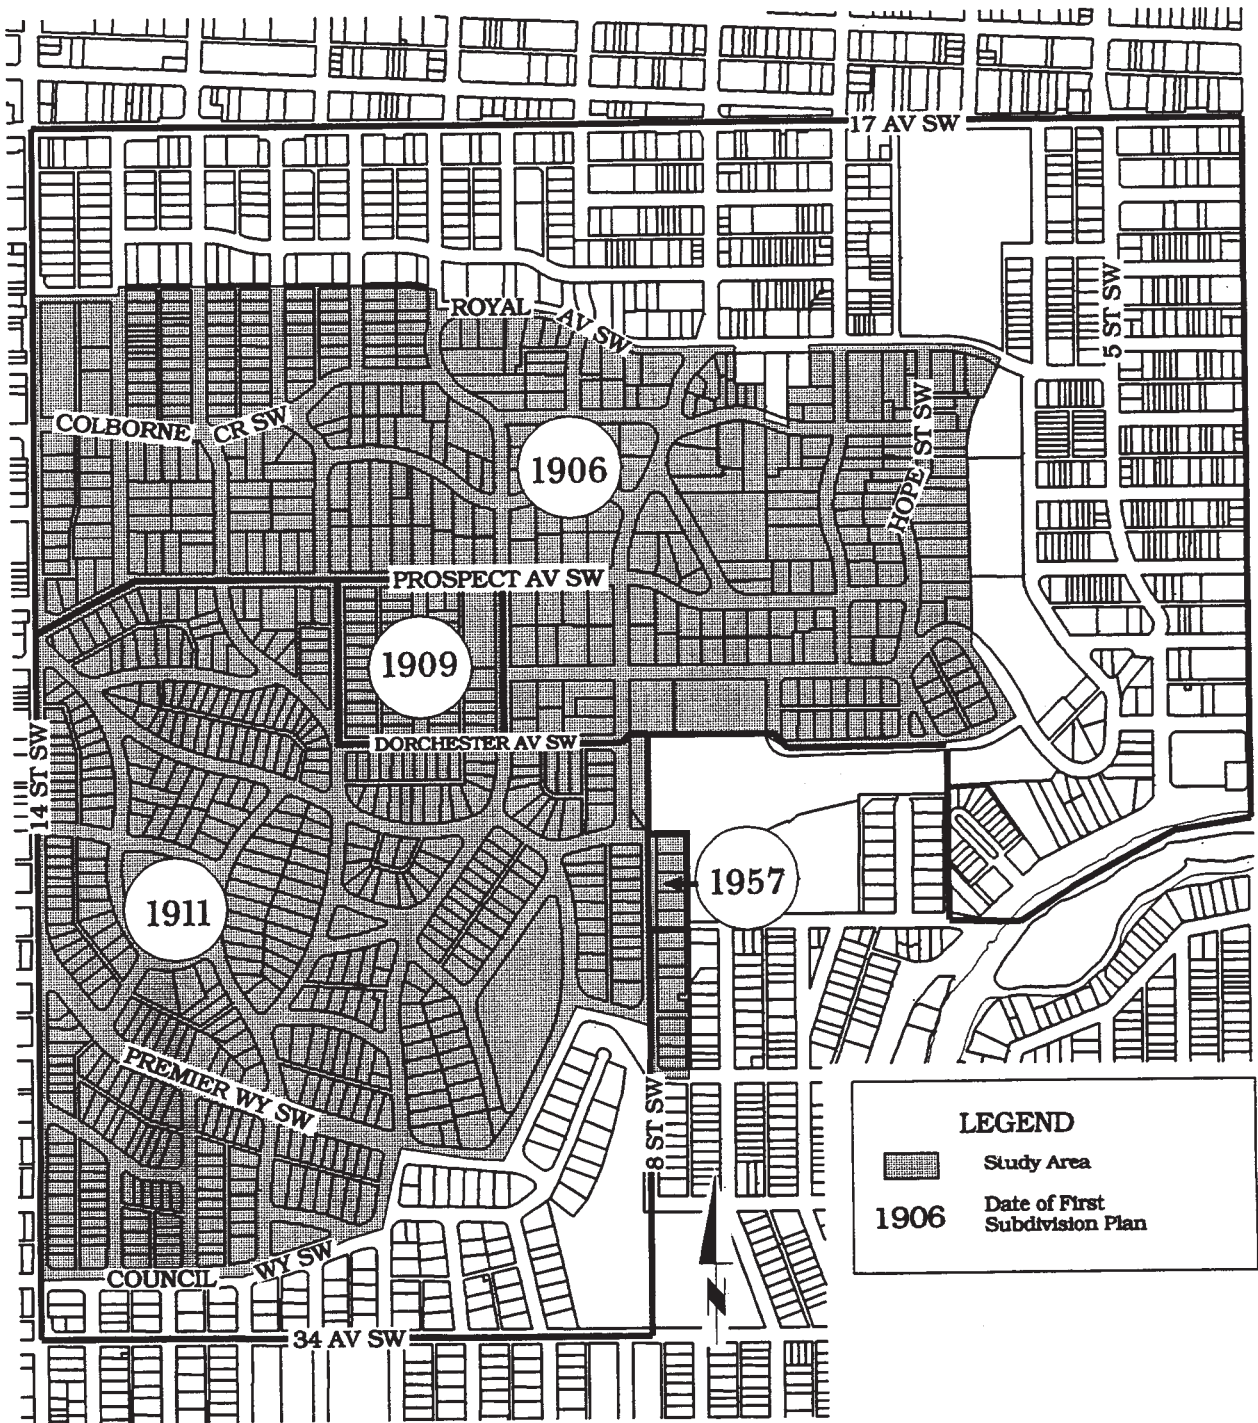 17 AV SW
5 ST SW
ROYAL AV SW
COLBORNE CR SW
HOPE ST SW
1906
PROSPECT AV SW
1909
DORCHESTER AV SW
14 ST SW
1957
1911
PREMIER WY SW
8 ST SW
COUNCIL WY SW
34 AV SW
N
LEGEND
Study Area
1906 Date of First
Subdivision Plan